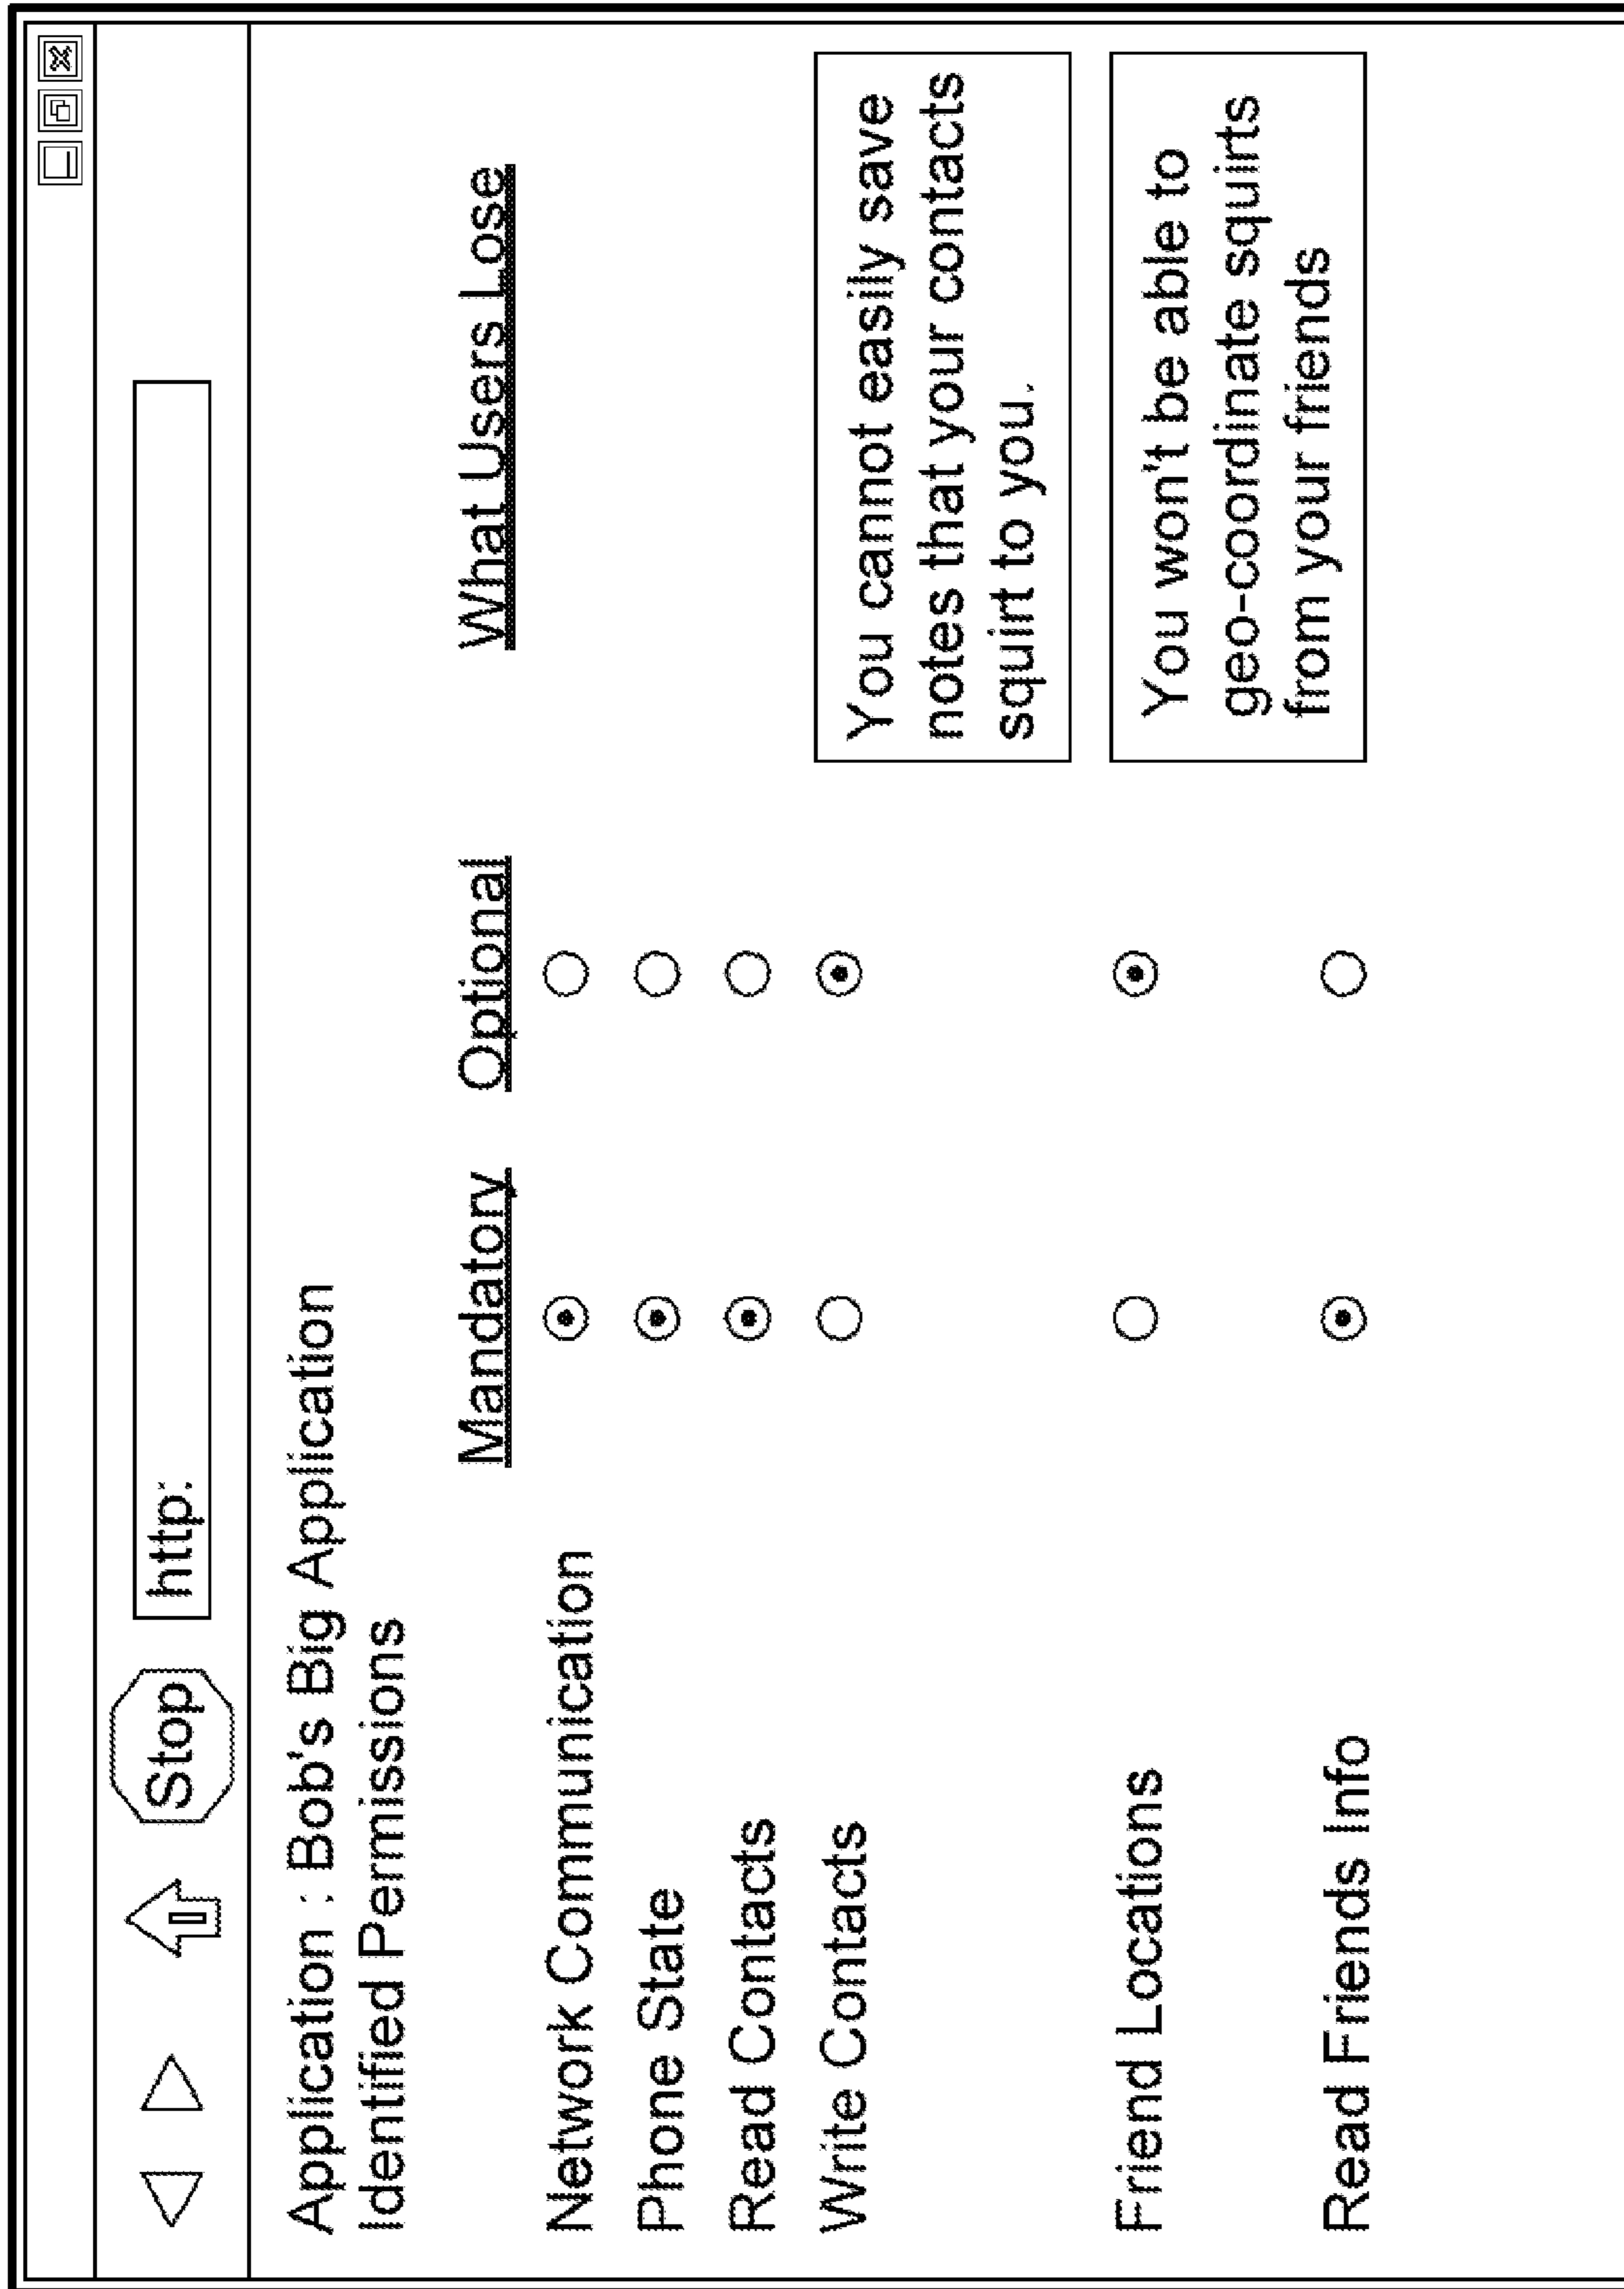 Stop
http:
Application : Bob's Big Application
Identified Permissions
Mandatory Optional What Users Lose
Network Communication
Phone State
Read Contacts
Write Contacts
You cannot easily save
notes that your contacts
squirt to you.
Friend Locations
You won't be able to
geo-coordinate squirts
from your friends
Read Friends Info